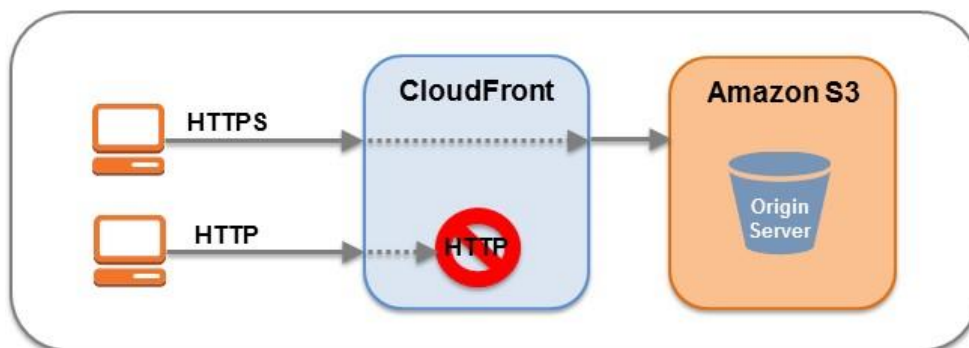 CloudFront
Amazon S3
HTTPS
HTTP
HTTP
Origin
Server